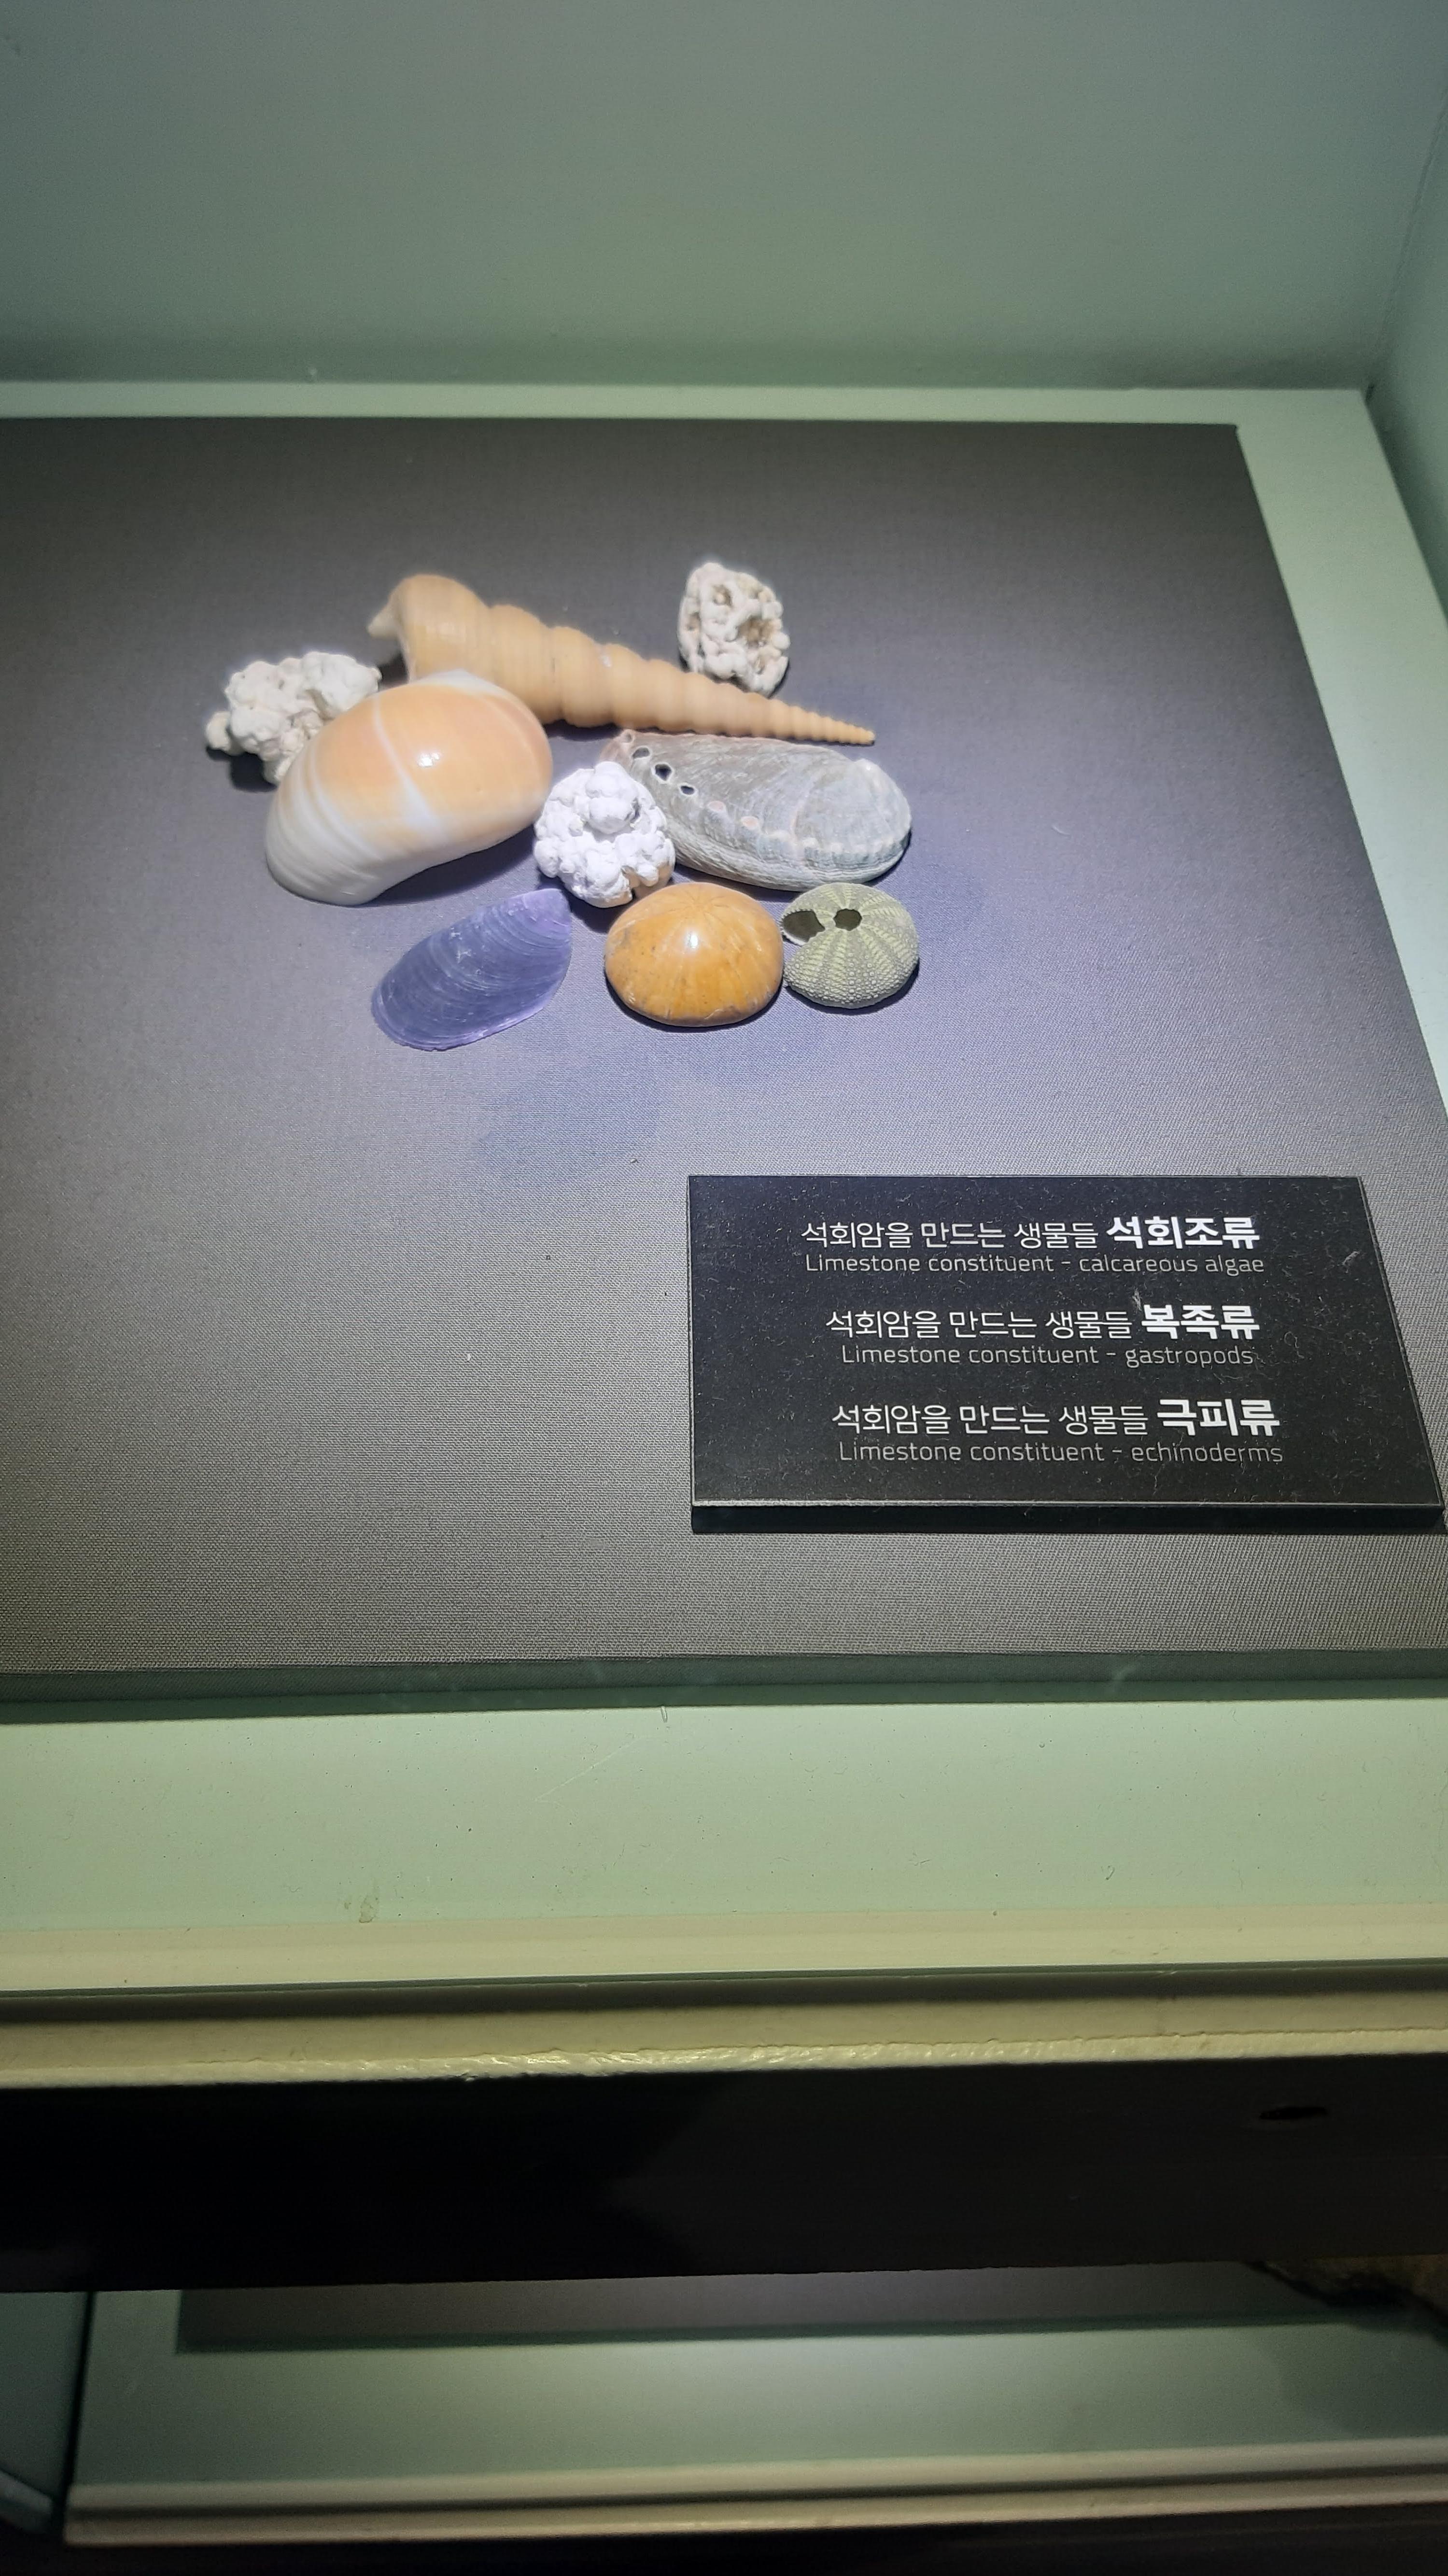 석회암을 만드는 생물들 석회조류
Limestone constituent - calcareous algae
석회암을 만드는 생물들 복족류
Limestone constituent - gastropods
석회암을 만드는 생물들 극피류
Limestone constituent - echinoderms